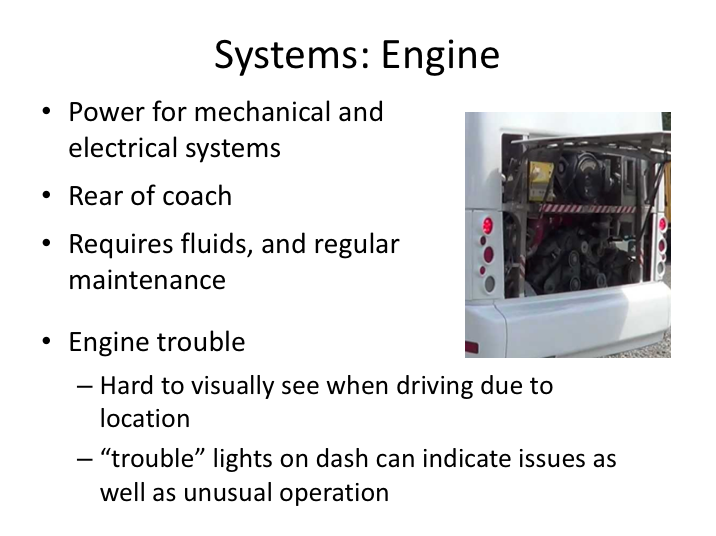 Systems: Engine
• Power for mechanical and
electrical systems
• Rear of coach
• Requires fluids, and regular
maintenance
• Engine trouble
– Hard to visually see when driving due to
location
– “trouble” lights on dash can indicate issues as
well as unusual operation